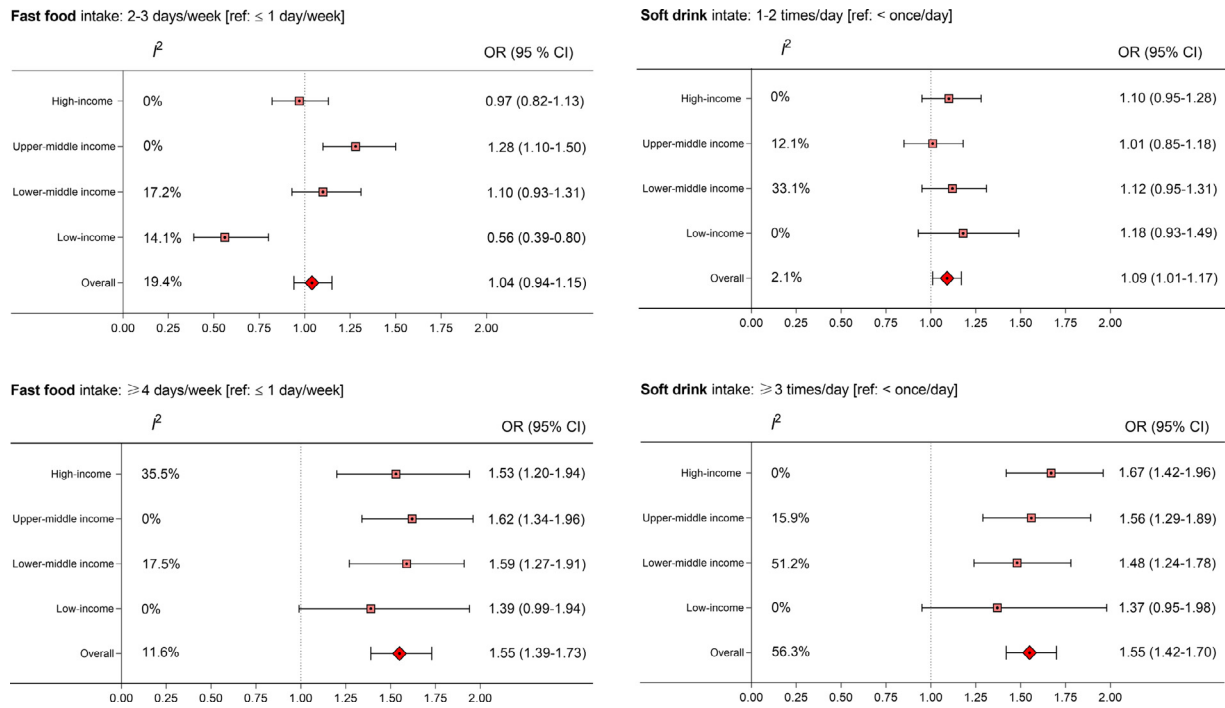 Fast food intake: 2-3 days/week [ref: ≤ 1 day/week]
I² OR (95 % CI)
High-income 0% 0.97 (0.82-1.13)
Upper-middle income 0% 1.28 (1.10-1.50)
Lower-middle income 17.2% 1.10 (0.93-1.31)
Low-income 14.1% 0.56 (0.39-0.80)
Overall 19.4% 1.04 (0.94-1.15)
0.00 0.25 0.50 0.75 1.00 1.25 1.50 1.75 2.00
Soft drink intate: 1-2 times/day [ref: < once/day]
I² OR (95% CI)
High-income 0% 1.10 (0.95-1.28)
Upper-middle income 12.1% 1.01 (0.85-1.18)
Lower-middle income 33.1% 1.12 (0.95-1.31)
Low-income 0% 1.18 (0.93-1.49)
Overall 2.1% 1.09 (1.01-1.17)
0.00 0.25 0.50 0.75 1.00 1.25 1.50 1.75 2.00
Fast food intake: ≥4 days/week [ref: ≤ 1 day/week]
I² OR (95% CI)
High-income 35.5% 1.53 (1.20-1.94)
Upper-middle income 0% 1.62 (1.34-1.96)
Lower-middle income 17.5% 1.59 (1.27-1.91)
Low-income 0% 1.39 (0.99-1.94)
Overall 11.6% 1.55 (1.39-1.73)
0.00 0.25 0.50 0.75 1.00 1.25 1.50 1.75 2.00
Soft drink intake: ≥3 times/day [ref: < once/day]
I² OR (95% CI)
High-income 0% 1.67 (1.42-1.96)
Upper-middle income 15.9% 1.56 (1.29-1.89)
Lower-middle income 51.2% 1.48 (1.24-1.78)
Low-income 0% 1.37 (0.95-1.98)
Overall 56.3% 1.55 (1.42-1.70)
0.00 0.25 0.50 0.75 1.00 1.25 1.50 1.75 2.00